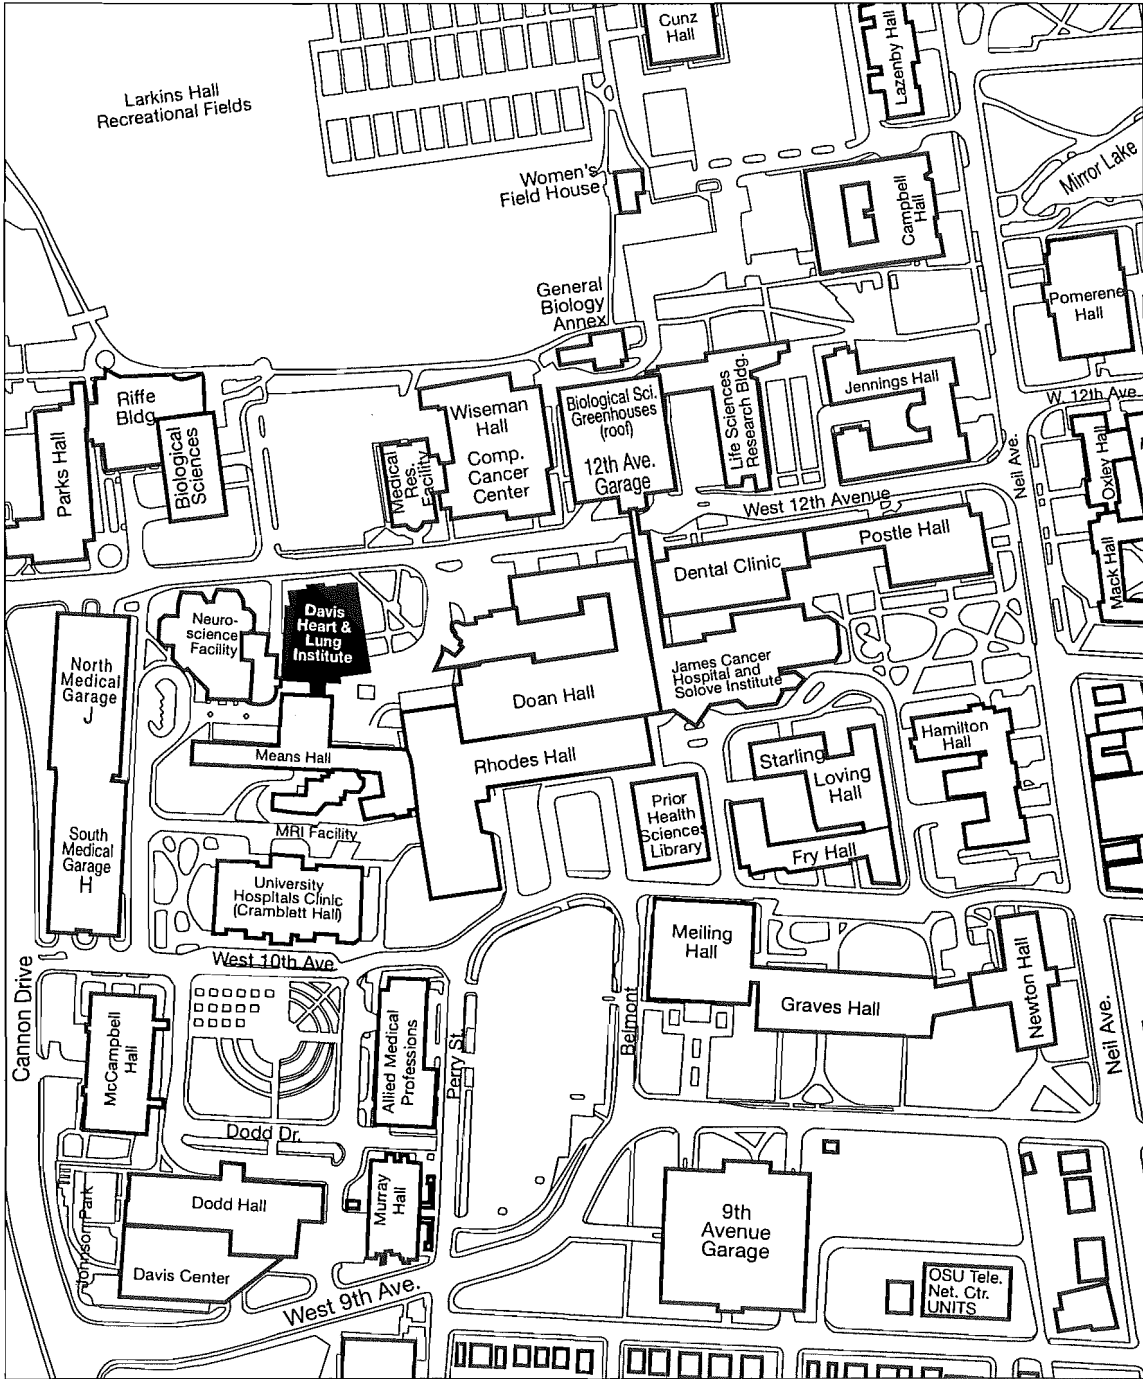 Cunz
Hall
Lazenby Hall
Larkins Hall
Recreational Fields
Women's
Field House
Mirror Lake
Campbell
Hall
General
Biology
Annex
Pomerene
Hall
Riffe
Bldg.
Parks Hall
Biological
Sciences
Wiseman
Hall
Comp.
Cancer
Center
Medical
Res.
Facility
Biological Sci.
Greenhouses
(roof)
12th Ave.
Garage
Life Sciences
Research Bldg.
Jennings Hall
W. 12th Ave.
Oxley Hall
Neil Ave.
West 12th Avenue
Mack Hall
Postle Hall
Dental Clinic
Davis
Heart &
Lung
Institute
Neuro-
science
Facility
North
Medical
Garage
J
James Cancer
Hospital and
Solove Institute
Doan Hall
Means Hall
Rhodes Hall
Hamilton
Hall
Starling
Loving
Hall
Prior
Health
Sciences
Library
MRI Facility
South
Medical
Garage
H
Fry Hall
University
Hospitals Clinic
(Cramblett Hall)
West 10th Ave.
Meiling
Hall
Graves Hall
Newton Hall
Cannon Drive
McCampbell
Hall
Allied Medical
Professions
Perry St.
Belmont
Neil Ave.
Dodd Dr.
Johnson Park
Dodd Hall
Murray
Hall
Davis Center
West 9th Ave.
9th
Avenue
Garage
OSU Tele.
Net. Ctr.
UNITS